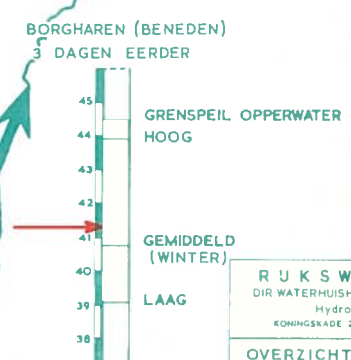 BORGHAREN (BENEDEN)
3 DAGEN EERDER
45
GRENSPEIL OPPERWATER
44
HOOG
43
42
41
GEMIDDELD
(WINTER)
40
39
LAAG
38
RIJKSW
DIR WATERHUISH
Hydro
KONINGSKADE 2
OVERZICHT